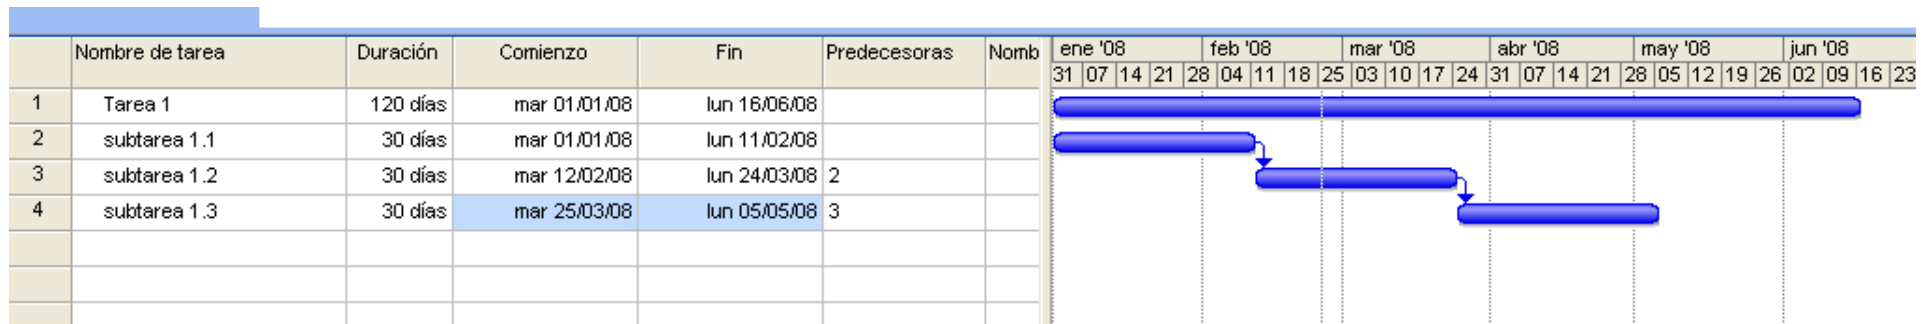 Nombre de tarea Duración Comienzo Fin Predecesoras Nomb ene '08 feb '08 mar '08 abr '08 may '08 jun '08
31 07 14 21 28 04 11 18 25 03 10 17 24 31 07 14 21 28 05 12 19 26 02 09 16 23
1 Tarea 1 120 días mar 01/01/08 lun 16/06/08
2 subtarea 1.1 30 días mar 01/01/08 lun 11/02/08
3 subtarea 1.2 30 días mar 12/02/08 lun 24/03/08 2
4 subtarea 1.3 30 días mar 25/03/08 lun 05/05/08 3